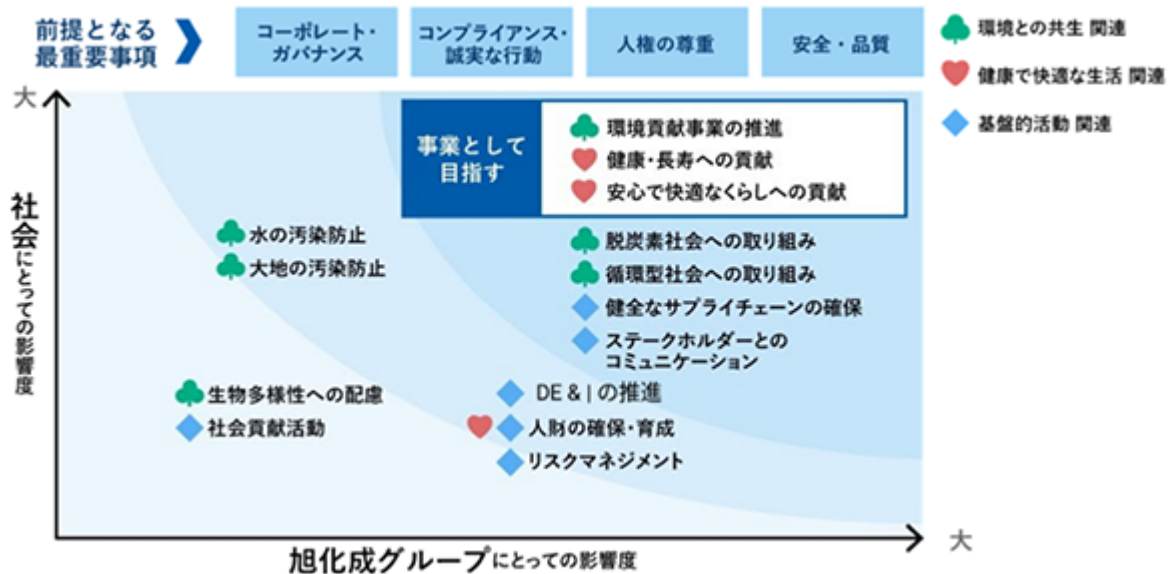 前提となる
最重要事項
コーポレート・
ガバナンス
コンプライアンス・
誠実な行動
人権の尊重
安全・品質
環境との共生 関連
健康で快適な生活 関連
基盤的活動 関連
大
社会にとっての影響度
事業として
目指す
環境貢献事業の推進
健康・長寿への貢献
安心で快適なくらしへの貢献
水の汚染防止
大地の汚染防止
脱炭素社会への取り組み
循環型社会への取り組み
健全なサプライチェーンの確保
ステークホルダーとの
コミュニケーション
生物多様性への配慮
社会貢献活動
DE & I の推進
人財の確保・育成
リスクマネジメント
旭化成グループにとっての影響度
大